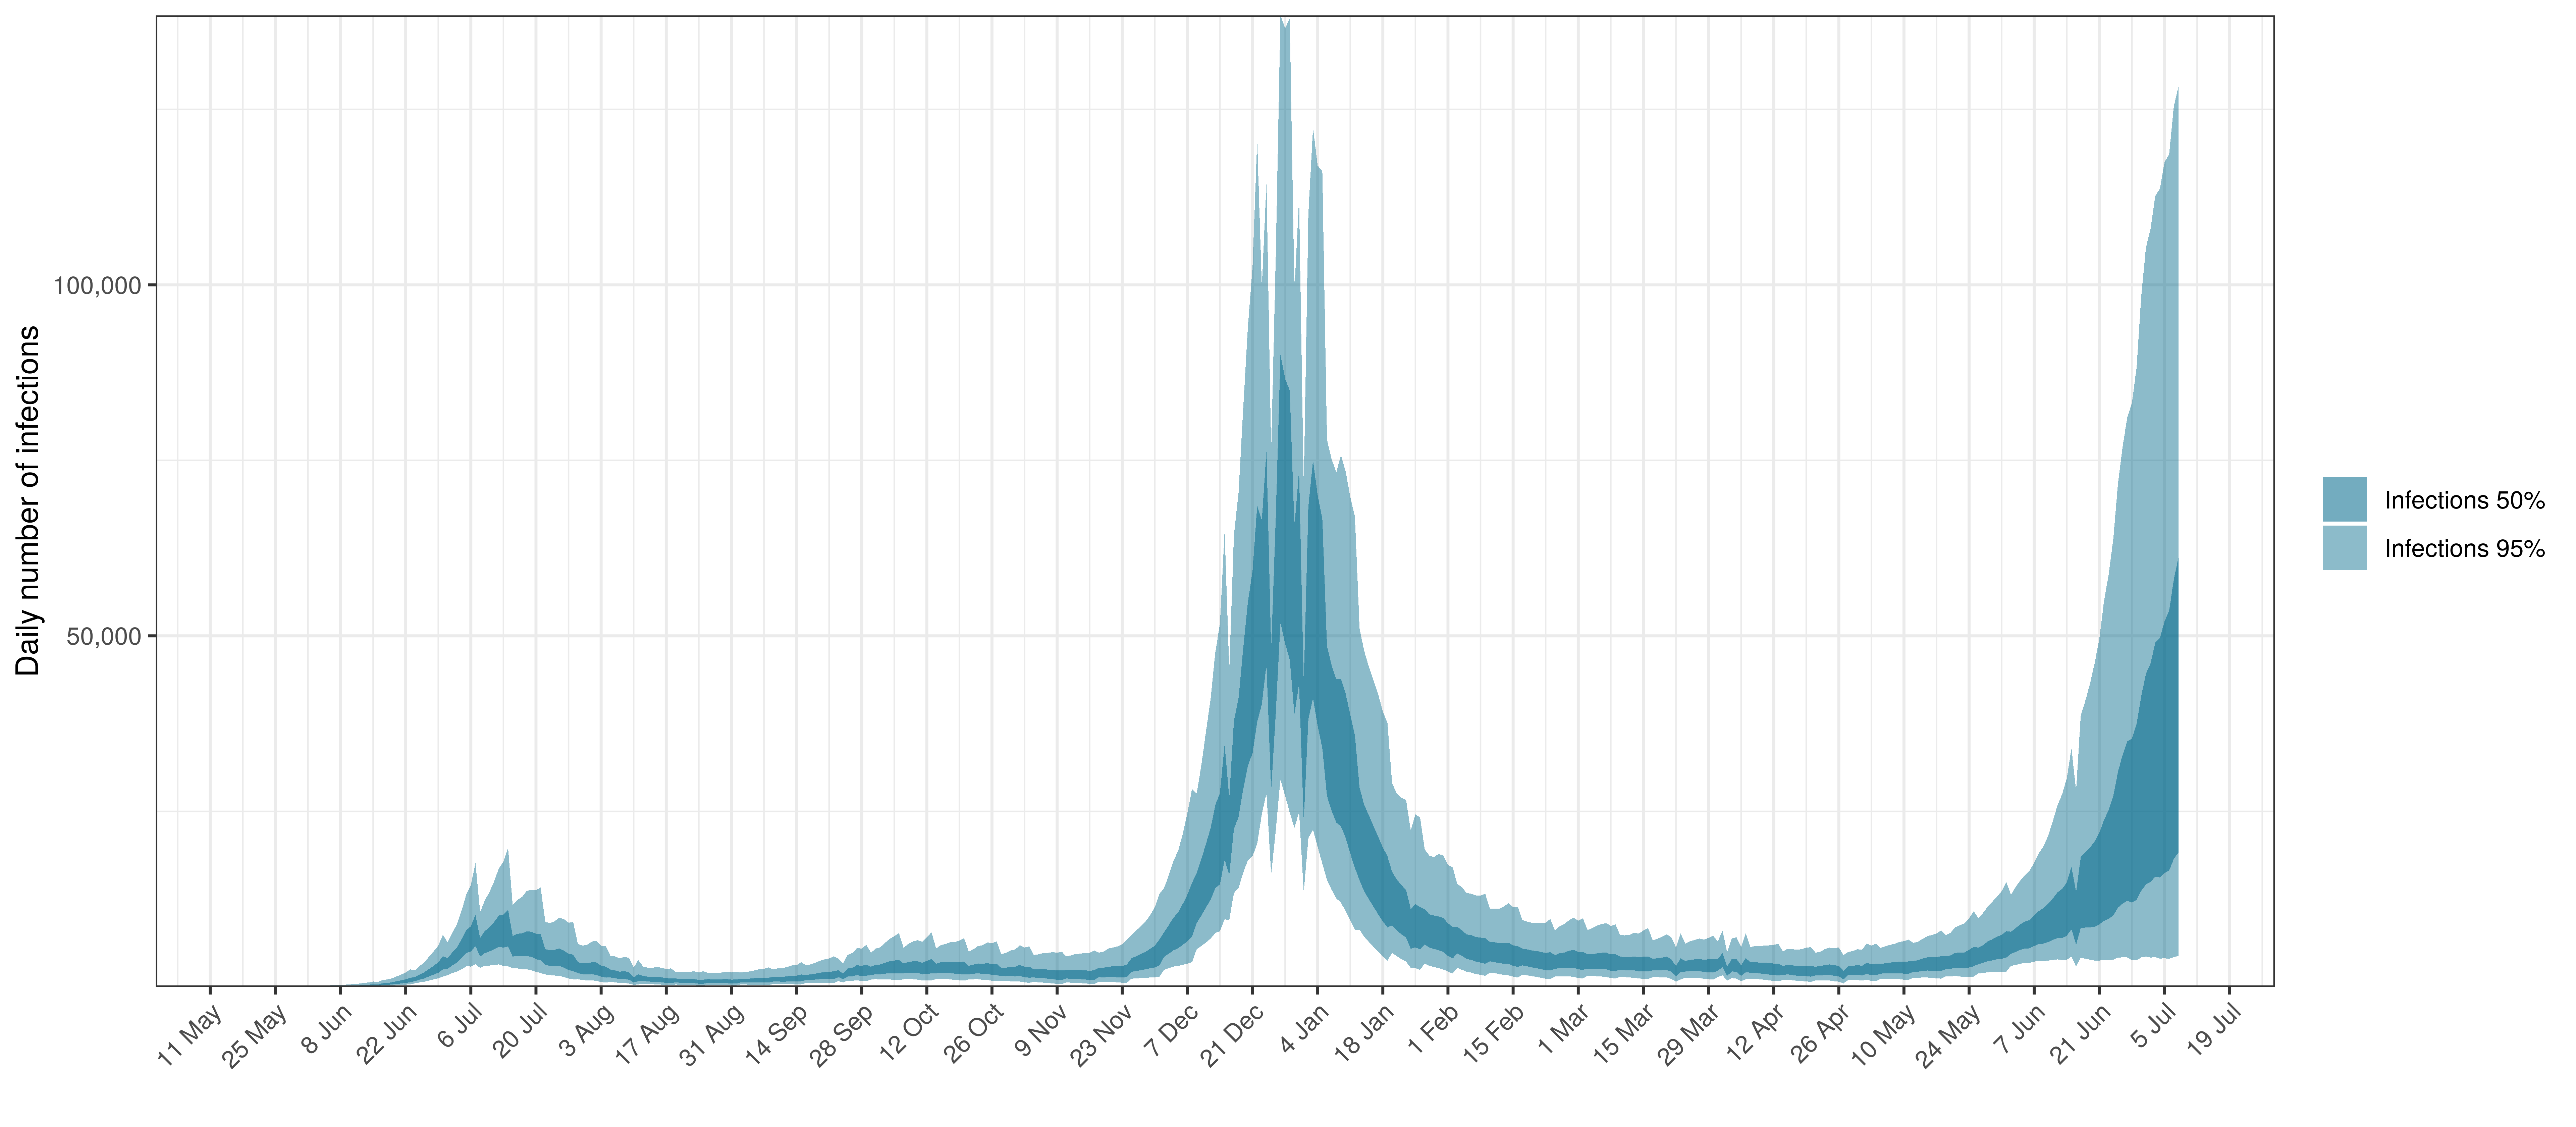 Daily number of infections
100,000
50,000
11 May
25 May
8 Jun
22 Jun
6 Jul
20 Jul
3 Aug
17 Aug
31 Aug
14 Sep
28 Sep
12 Oct
26 Oct
9 Nov
23 Nov
7 Dec
21 Dec
4 Jan
18 Jan
1 Feb
15 Feb
1 Mar
15 Mar
29 Mar
12 Apr
26 Apr
10 May
24 May
7 Jun
21 Jun
5 Jul
19 Jul
Infections 50%
Infections 95%